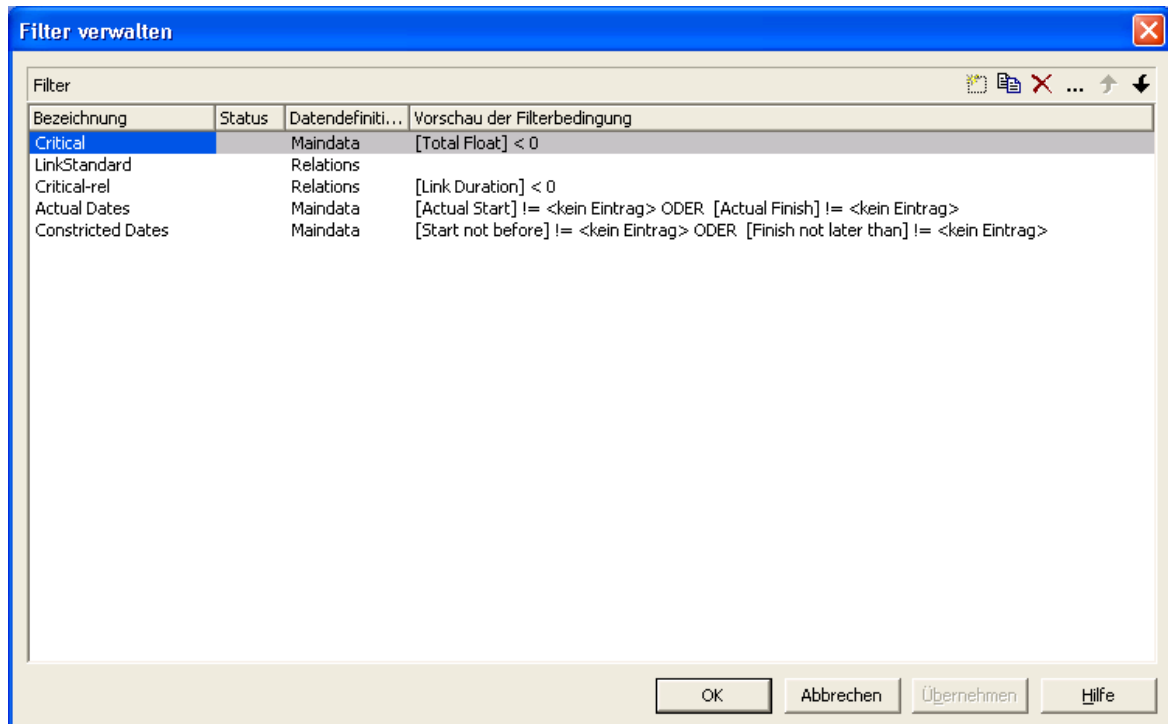 Filter verwalten
Filter
...
Bezeichnung Status Datendefiniti... Vorschau der Filterbedingung
Critical Maindata [Total Float] < 0
LinkStandard Relations
Critical-rel Relations [Link Duration] < 0
Actual Dates Maindata [Actual Start] != <kein Eintrag> ODER [Actual Finish] != <kein Eintrag>
Constricted Dates Maindata [Start not before] != <kein Eintrag> ODER [Finish not later than] != <kein Eintrag>
OK Abbrechen Übernehmen Hilfe